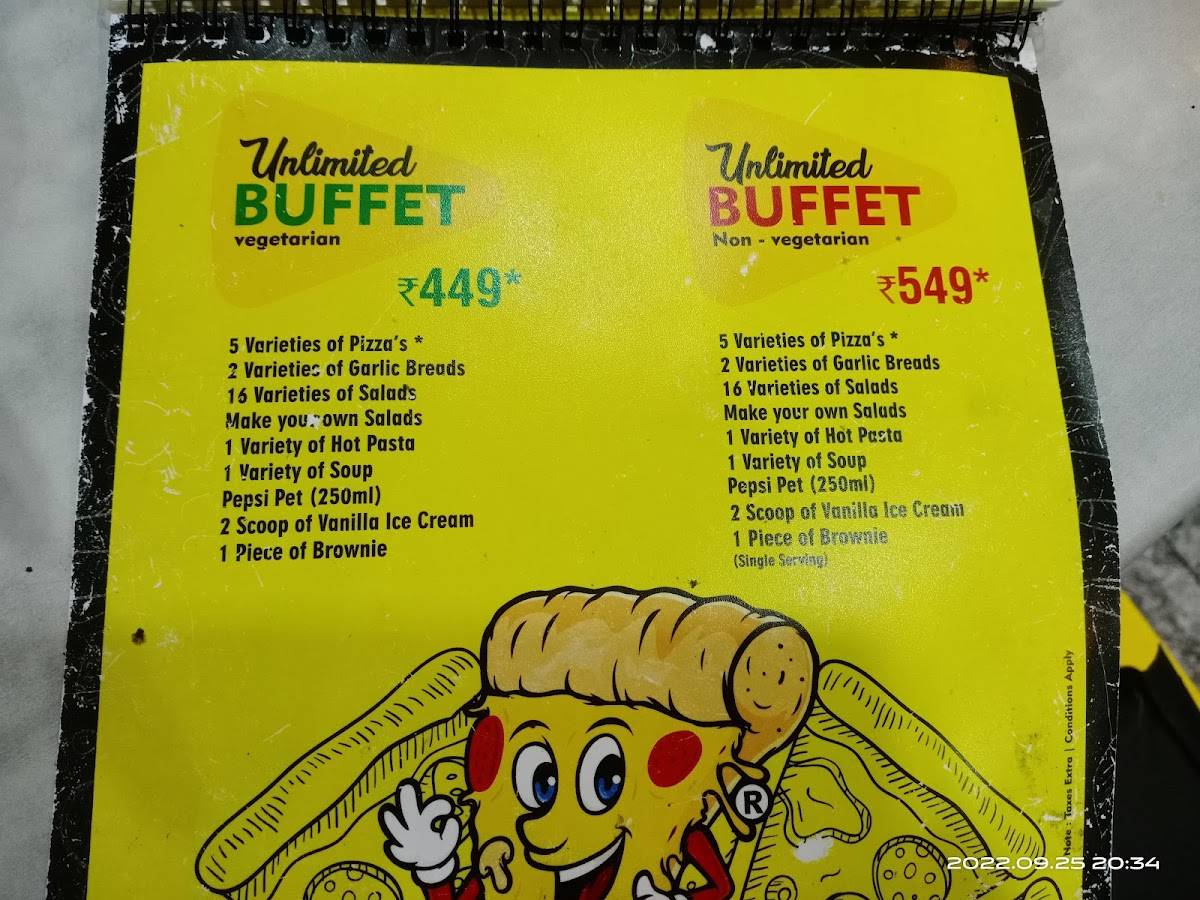 Unlimited
BUFFET
vegetarian
₹449*
5 Varieties of Pizza's *
2 Varieties of Garlic Breads
16 Varieties of Salads
Make your own Salads
1 Variety of Hot Pasta
1 Variety of Soup
Pepsi Pet (250ml)
2 Scoop of Vanilla Ice Cream
1 Piece of Brownie
Unlimited
BUFFET
Non - vegetarian
₹549*
5 Varieties of Pizza's *
2 Varieties of Garlic Breads
16 Varieties of Salads
Make your own Salads
1 Variety of Hot Pasta
1 Variety of Soup
Pepsi Pet (250ml)
2 Scoop of Vanilla Ice Cream
1 Piece of Brownie
(Single Serving)
®
Note : Taxes Extra | Conditions Apply
2022.09.25 20:34